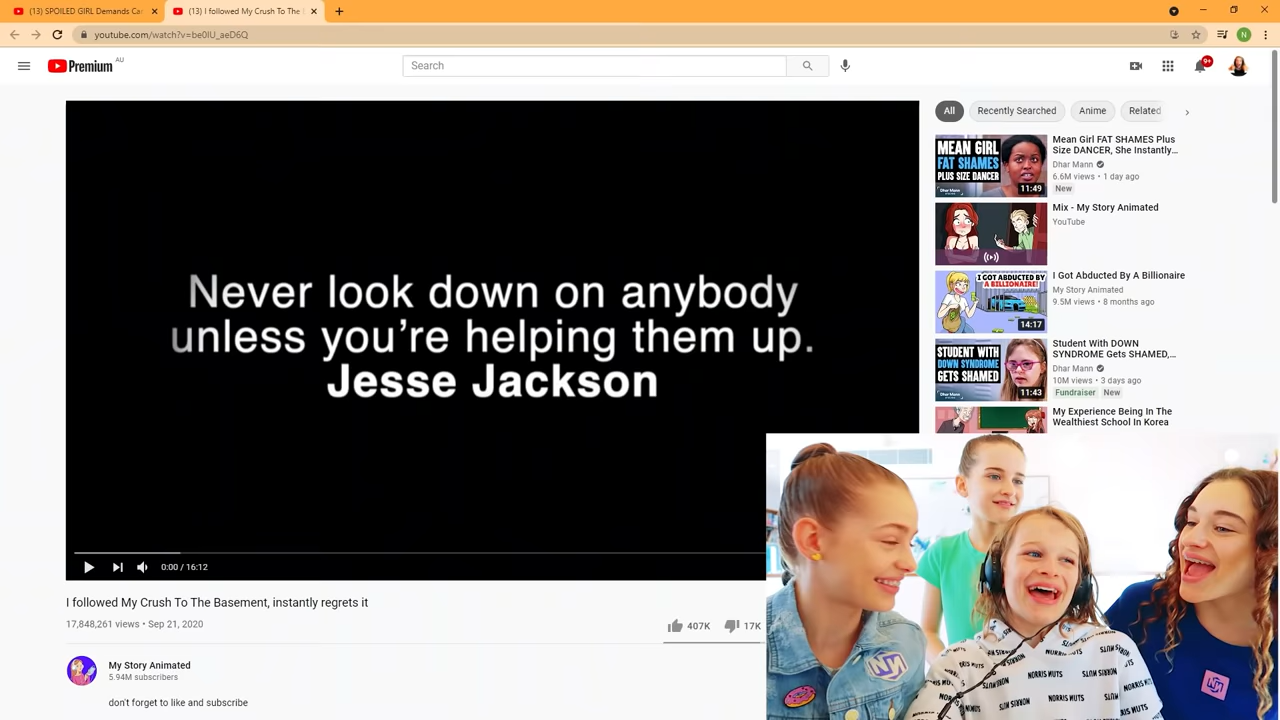 (13) SPOILED GIRL Demands Ca
(13) I followed My Crush To The
youtube.com/watch?v=be0IU_aeD6Q
N
Premium
AU
Search
9+
All
Recently Searched
Anime
Related
Never look down on anybody
unless you're helping them up.
Jesse Jackson
MEAN GIRL
FAT SHAMES
PLUS SIZE DANCER
11:49
Mean Girl FAT SHAMES Plus
Size DANCER, She Instantly...
Dhar Mann
6.6M views • 1 day ago
New
Mix - My Story Animated
YouTube
I GOT ABDUCTED
BY A BILLIONAIRE!
14:17
I Got Abducted By A Billionaire
My Story Animated
9.5M views • 8 months ago
STUDENT WITH
DOWN SYNDROME
GETS SHAMED
11:43
Student With DOWN
SYNDROME Gets SHAMED,...
Dhar Mann
10M views • 3 days ago
Fundraiser
New
My Experience Being In The
Wealthiest School In Korea
0:00 / 16:12
I followed My Crush To The Basement, instantly regrets it
17,848,261 views • Sep 21, 2020
407K
17K
My Story Animated
5.94M subscribers
don't forget to like and subscribe
NORRIS NUTS
NORRIS NUTS